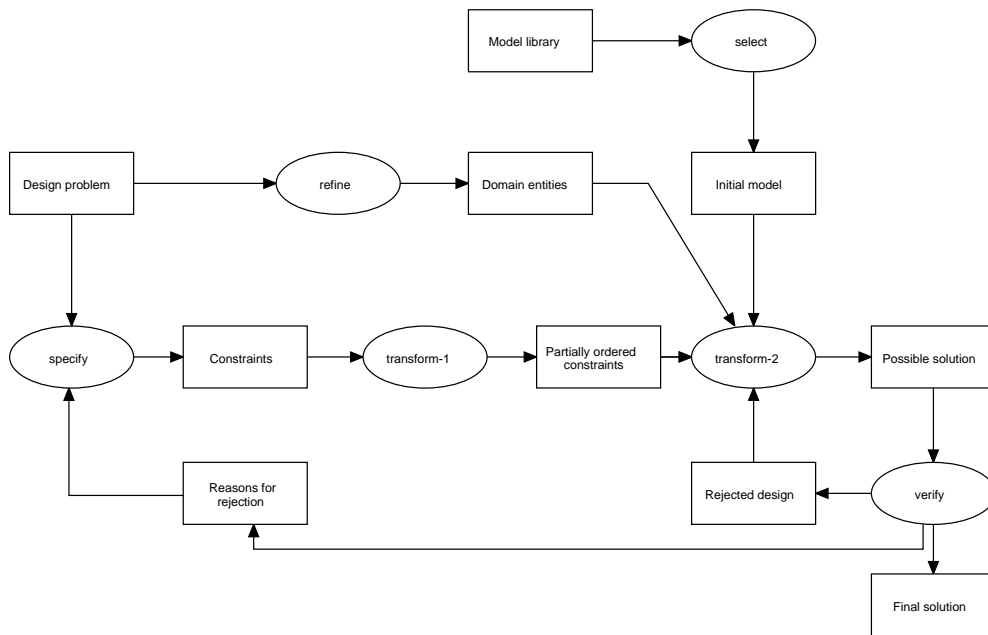 Model library
select
Design problem
refine
Domain entities
Initial model
specify
Constraints
transform-1
Partially ordered
constraints
transform-2
Possible solution
Reasons for
rejection
Rejected design
verify
Final solution